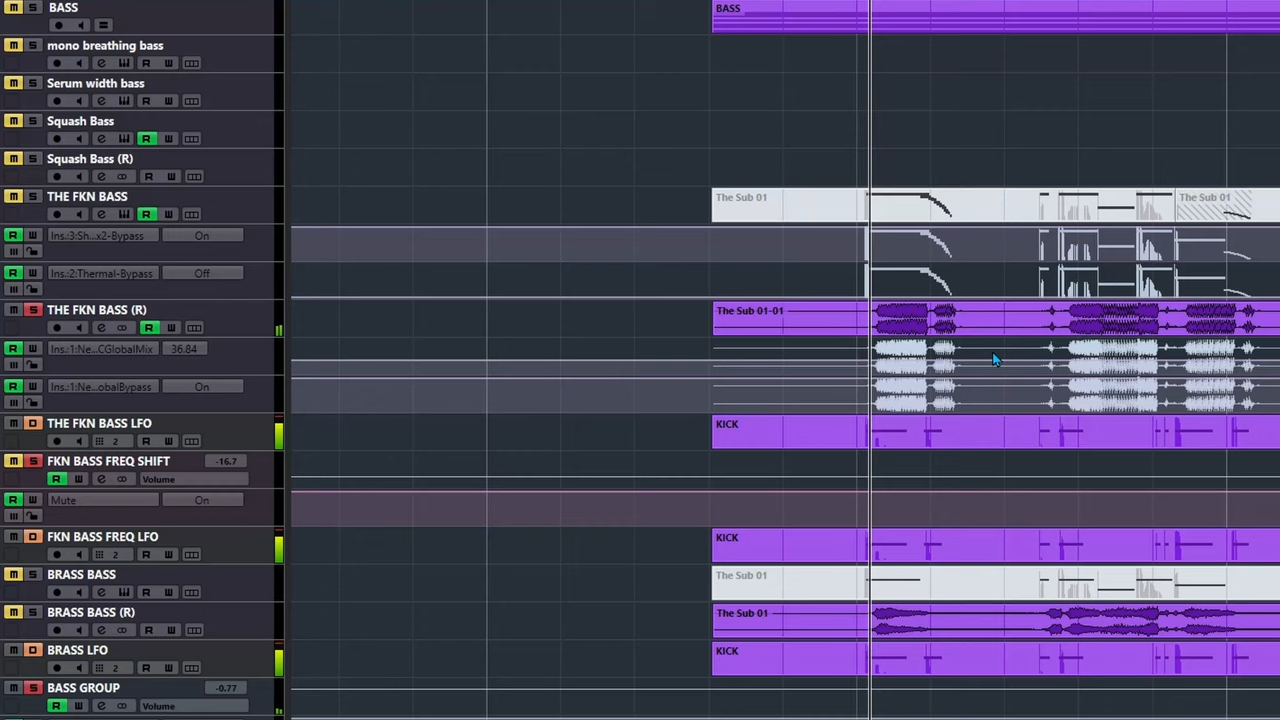 M S BASS BASS
M S mono breathing bass
R W
M S Serum width bass
R W
M S Squash Bass
R W
M S Squash Bass (R)
R W
M S THE FKN BASS The Sub 01 The Sub 01
R W
R W Ins.:3:Sh...x2-Bypass On
R W Ins.:2:Thermal-Bypass Off
M S THE FKN BASS (R) The Sub 01-01
R W
R W Ins.:1:Ne...CGlobalMix 36.84
R W Ins.:1:Ne...obalBypass On
M D THE FKN BASS LFO KICK
2 R W
M S FKN BASS FREQ SHIFT -16.7
R W Volume
R W Mute On
M D FKN BASS FREQ LFO KICK
2 R W
M S BRASS BASS The Sub 01
R W
M S BRASS BASS (R) The Sub 01
R W
M D BRASS LFO KICK
2 R W
M S BASS GROUP -0.77
R W Volume